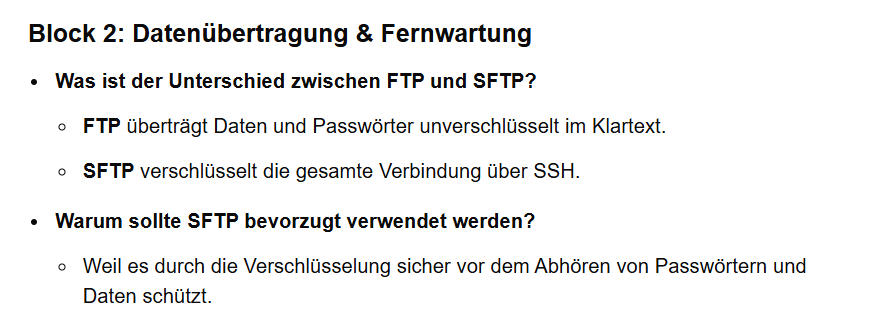 Block 2: Datenübertragung & Fernwartung
• Was ist der Unterschied zwischen FTP und SFTP?
◦ FTP überträgt Daten und Passwörter unverschlüsselt im Klartext.
◦ SFTP verschlüsselt die gesamte Verbindung über SSH.
• Warum sollte SFTP bevorzugt verwendet werden?
◦ Weil es durch die Verschlüsselung sicher vor dem Abhören von Passwörtern und
Daten schützt.